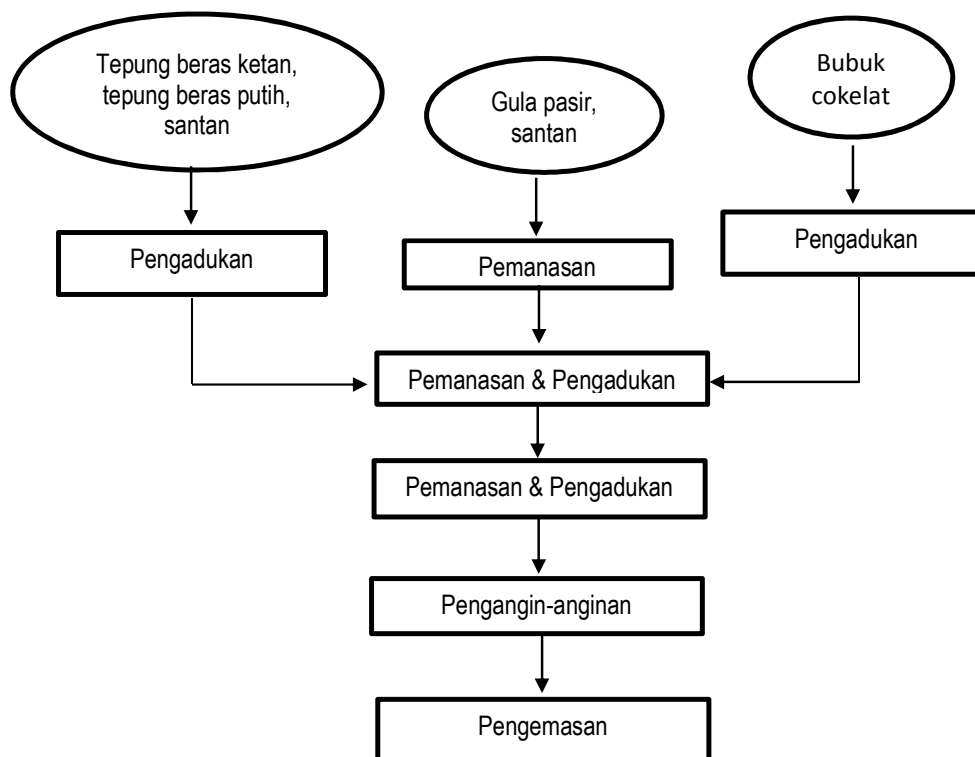 Tepung beras ketan,
tepung beras putih,
santan
Gula pasir,
santan
Bubuk
cokelat
Pengadukan
Pemanasan
Pengadukan
Pemanasan & Pengadukan
Pemanasan & Pengadukan
Pengangin-anginan
Pengemasan